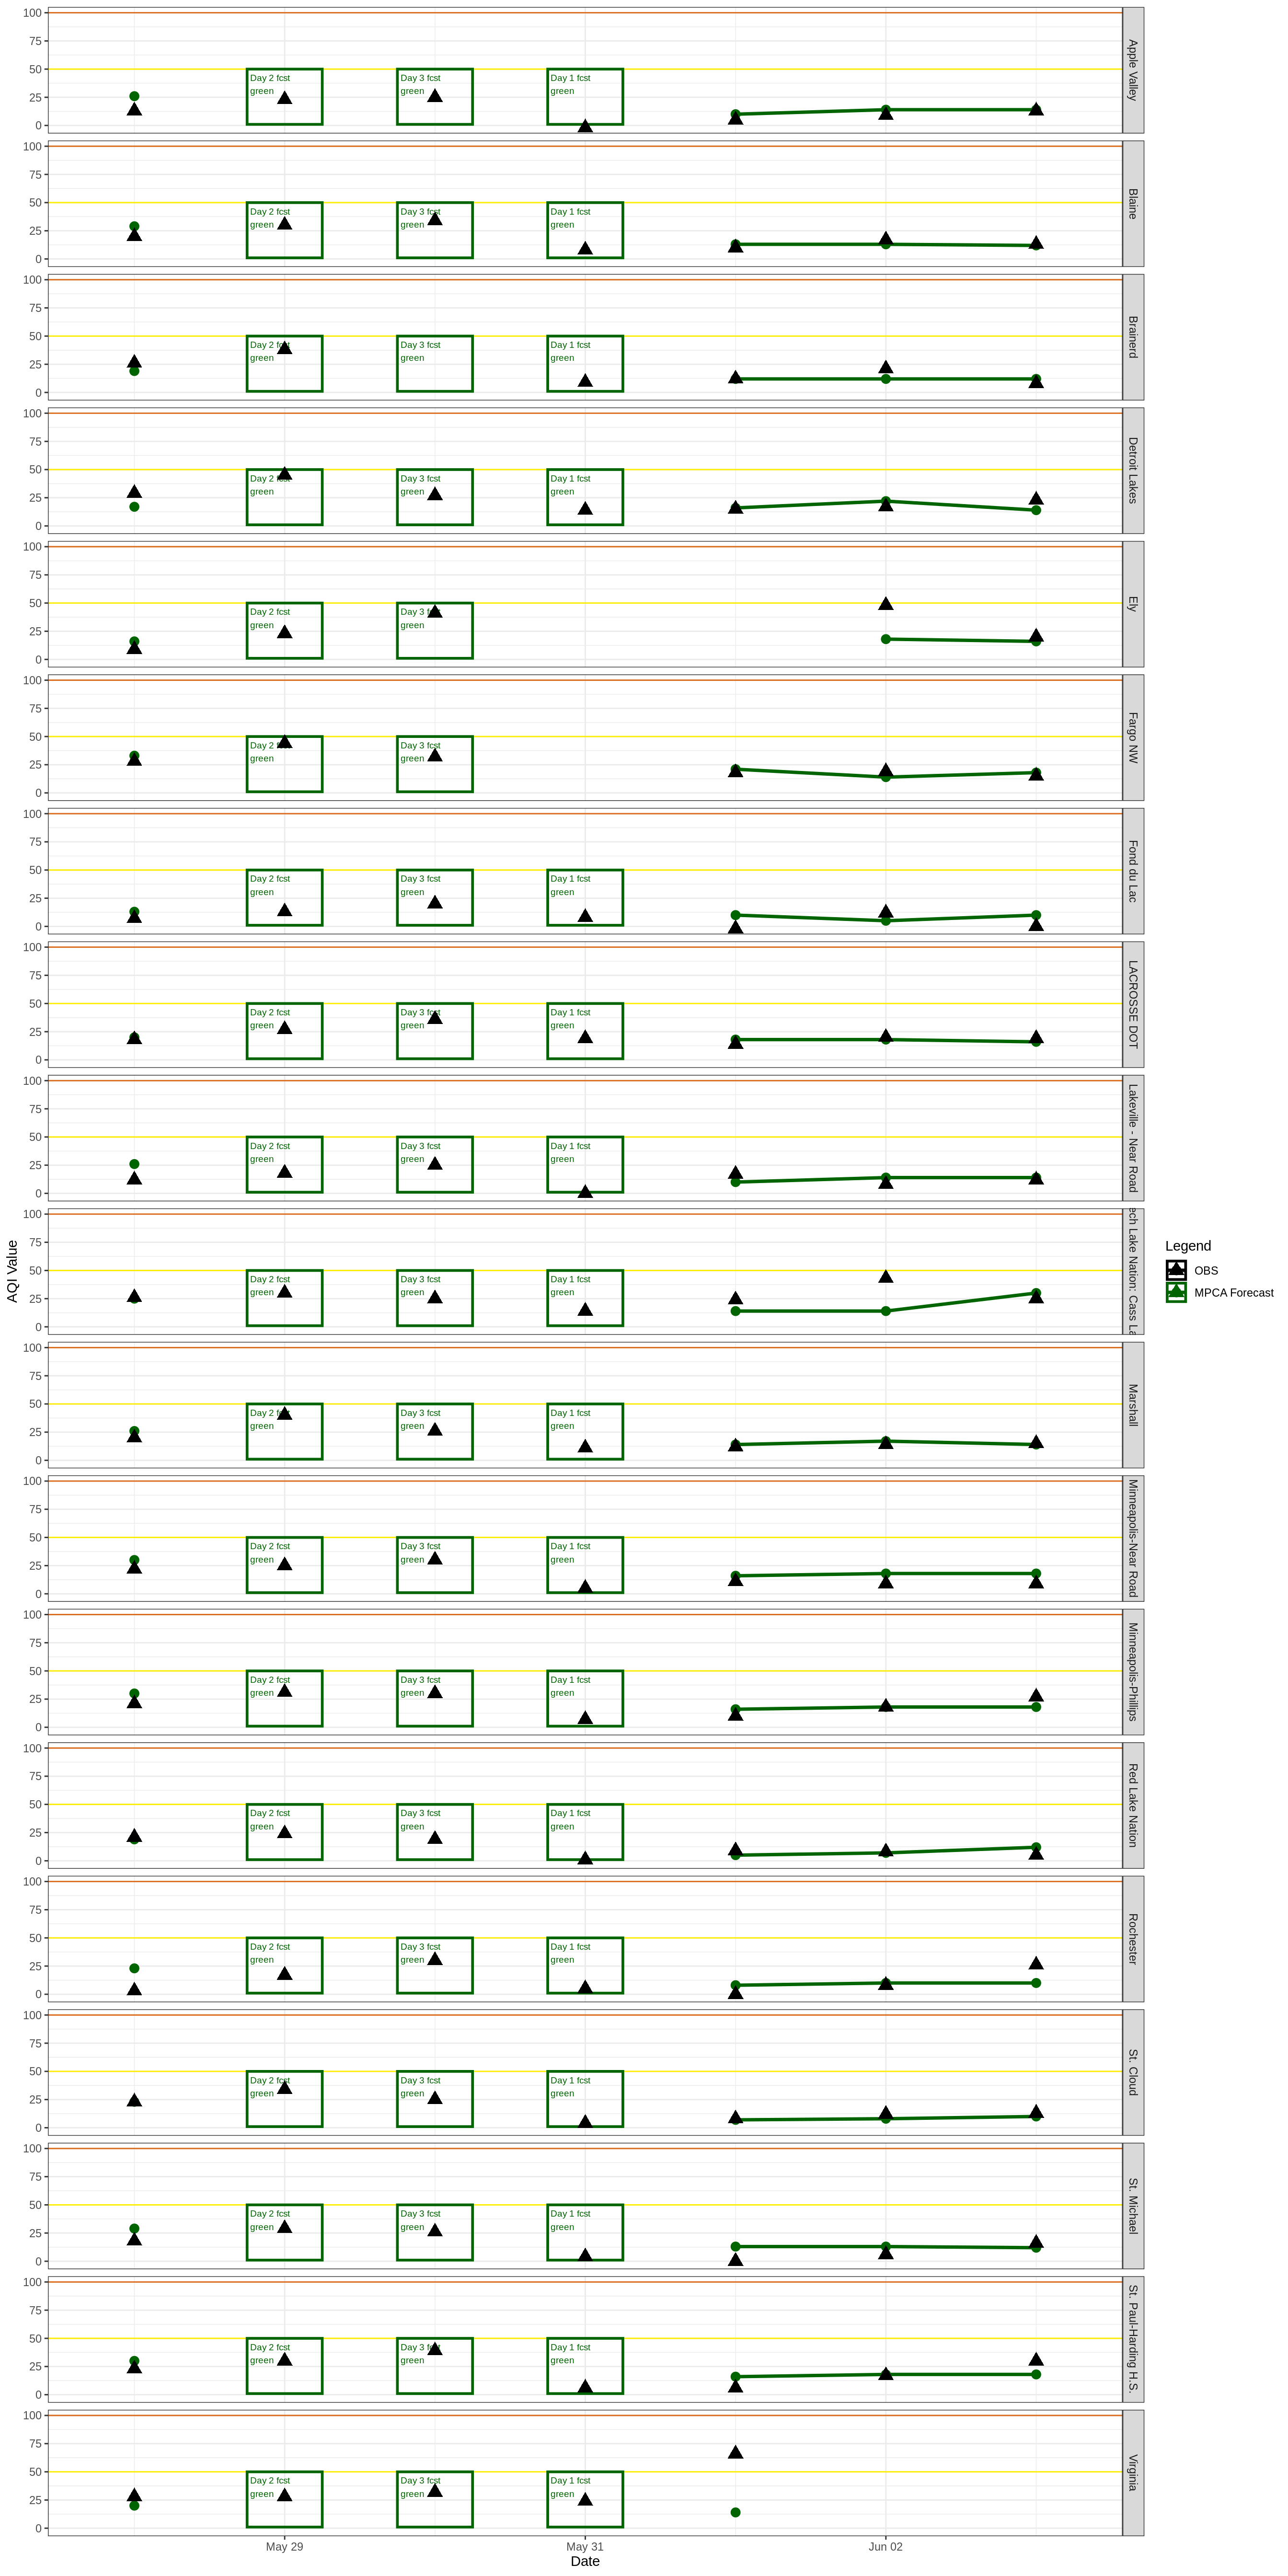 100
75
50
25
0
Day 2 fcst
green
Day 3 fcst
green
Day 1 fcst
green
Apple Valley
100
75
50
25
0
Day 2 fcst
green
Day 3 fcst
green
Day 1 fcst
green
Blaine
100
75
50
25
0
Day 2 fcst
green
Day 3 fcst
green
Day 1 fcst
green
Brainerd
100
75
50
25
0
Day 2
green
Day 3 fcst
green
Day 1 fcst
green
Detroit Lakes
100
75
50
25
0
Day 2 fcst
green
Day 3
green
Ely
100
75
50
25
0
Day 2
green
Day 3 fcst
green
Fargo NW
100
75
50
25
0
Day 2 fcst
green
Day 3 fcst
green
Day 1 fcst
green
Fond du Lac
100
75
50
25
0
Day 2 fcst
green
Day 3 fcst
green
Day 1 fcst
green
LACROSSE DOT
100
75
50
25
0
Day 2 fcst
green
Day 3 fcst
green
Day 1 fcst
green
Lakeville - Near Road
100
75
50
25
0
Day 2 fcst
green
Day 3 fcst
green
Day 1 fcst
green
ech Lake Nation: Cass La
100
75
50
25
0
Day 2
green
Day 3 fcst
green
Day 1 fcst
green
Marshall
100
75
50
25
0
Day 2 fcst
green
Day 3 fcst
green
Day 1 fcst
green
Minneapolis-Near Road
100
75
50
25
0
Day 2 fcst
green
Day 3 fcst
green
Day 1 fcst
green
Minneapolis-Phillips
100
75
50
25
0
Day 2 fcst
green
Day 3 fcst
green
Day 1 fcst
green
Red Lake Nation
100
75
50
25
0
Day 2 fcst
green
Day 3 fcst
green
Day 1 fcst
green
Rochester
100
75
50
25
0
Day 2 fcst
green
Day 3 fcst
green
Day 1 fcst
green
St. Cloud
100
75
50
25
0
Day 2 fcst
green
Day 3 fcst
green
Day 1 fcst
green
St. Michael
100
75
50
25
0
Day 2 fcst
green
Day 3
green
Day 1 fcst
green
St. Paul-Harding H.S.
100
75
50
25
0
Day 2 fcst
green
Day 3 fcst
green
Day 1 fcst
green
Virginia
May 29
May 31
Jun 02
Date
AQI Value
Legend
OBS
MPCA Forecast